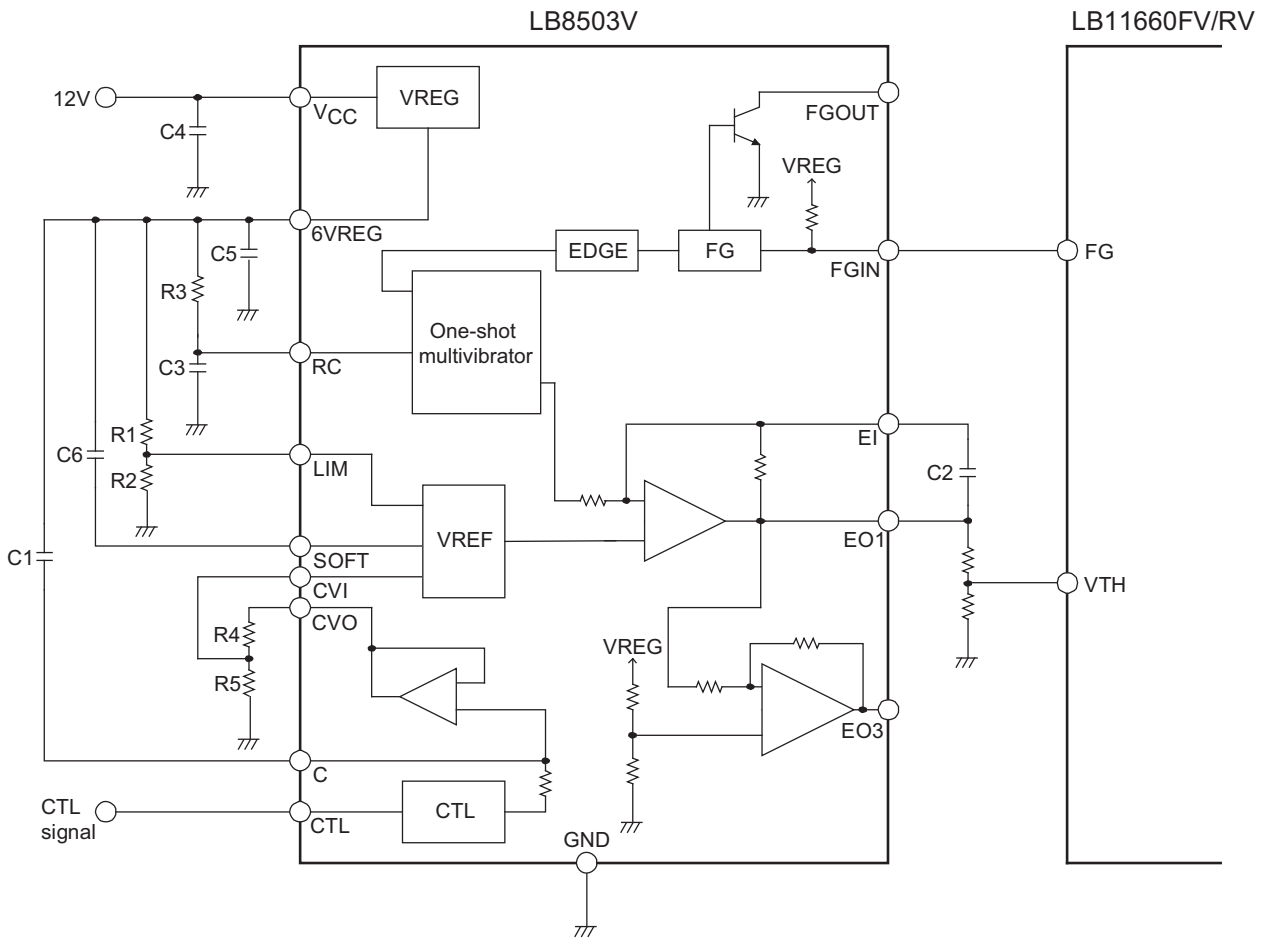 LB8503V
LB11660FV/RV
12V
C4
VCC
VREG
FGOUT
VREG
6VREG
C5
EDGE
FG
FGIN
FG
R3
One-shot
multivibrator
C3
RC
R1
EI
C6
R2
LIM
C2
VREF
C1
SOFT
EO1
CVI
VTH
CVO
R4
R5
VREG
EO3
C
CTL
signal
CTL
CTL
GND